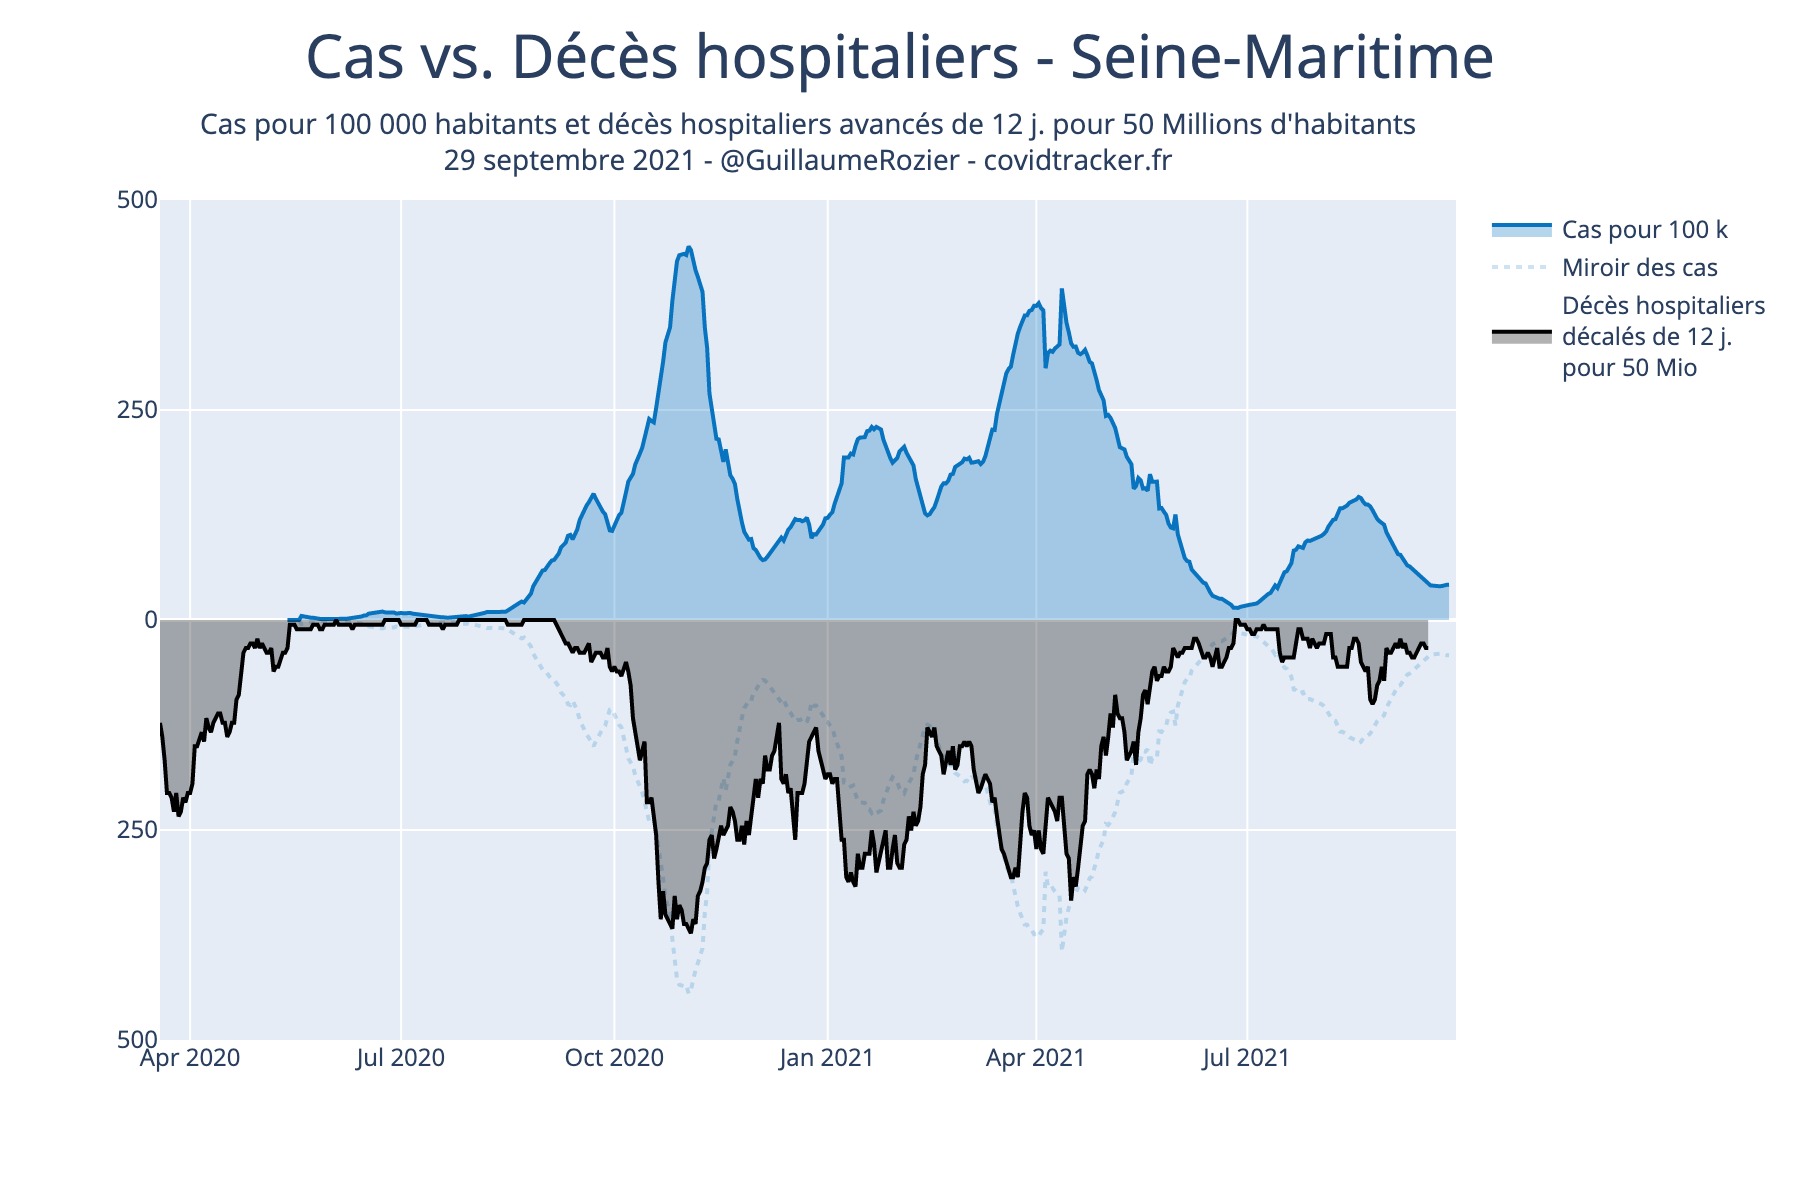 Cas vs. Décès hospitaliers - Seine-Maritime
Cas pour 100 000 habitants et décès hospitaliers avancés de 12 j. pour 50 Millions d'habitants
29 septembre 2021 - @GuillaumeRozier - covidtracker.fr
500
250
0
250
500
Apr 2020
Jul 2020
Oct 2020
Jan 2021
Apr 2021
Jul 2021
Cas pour 100 k
Miroir des cas
Décès hospitaliers
décalés de 12 j.
pour 50 Mio